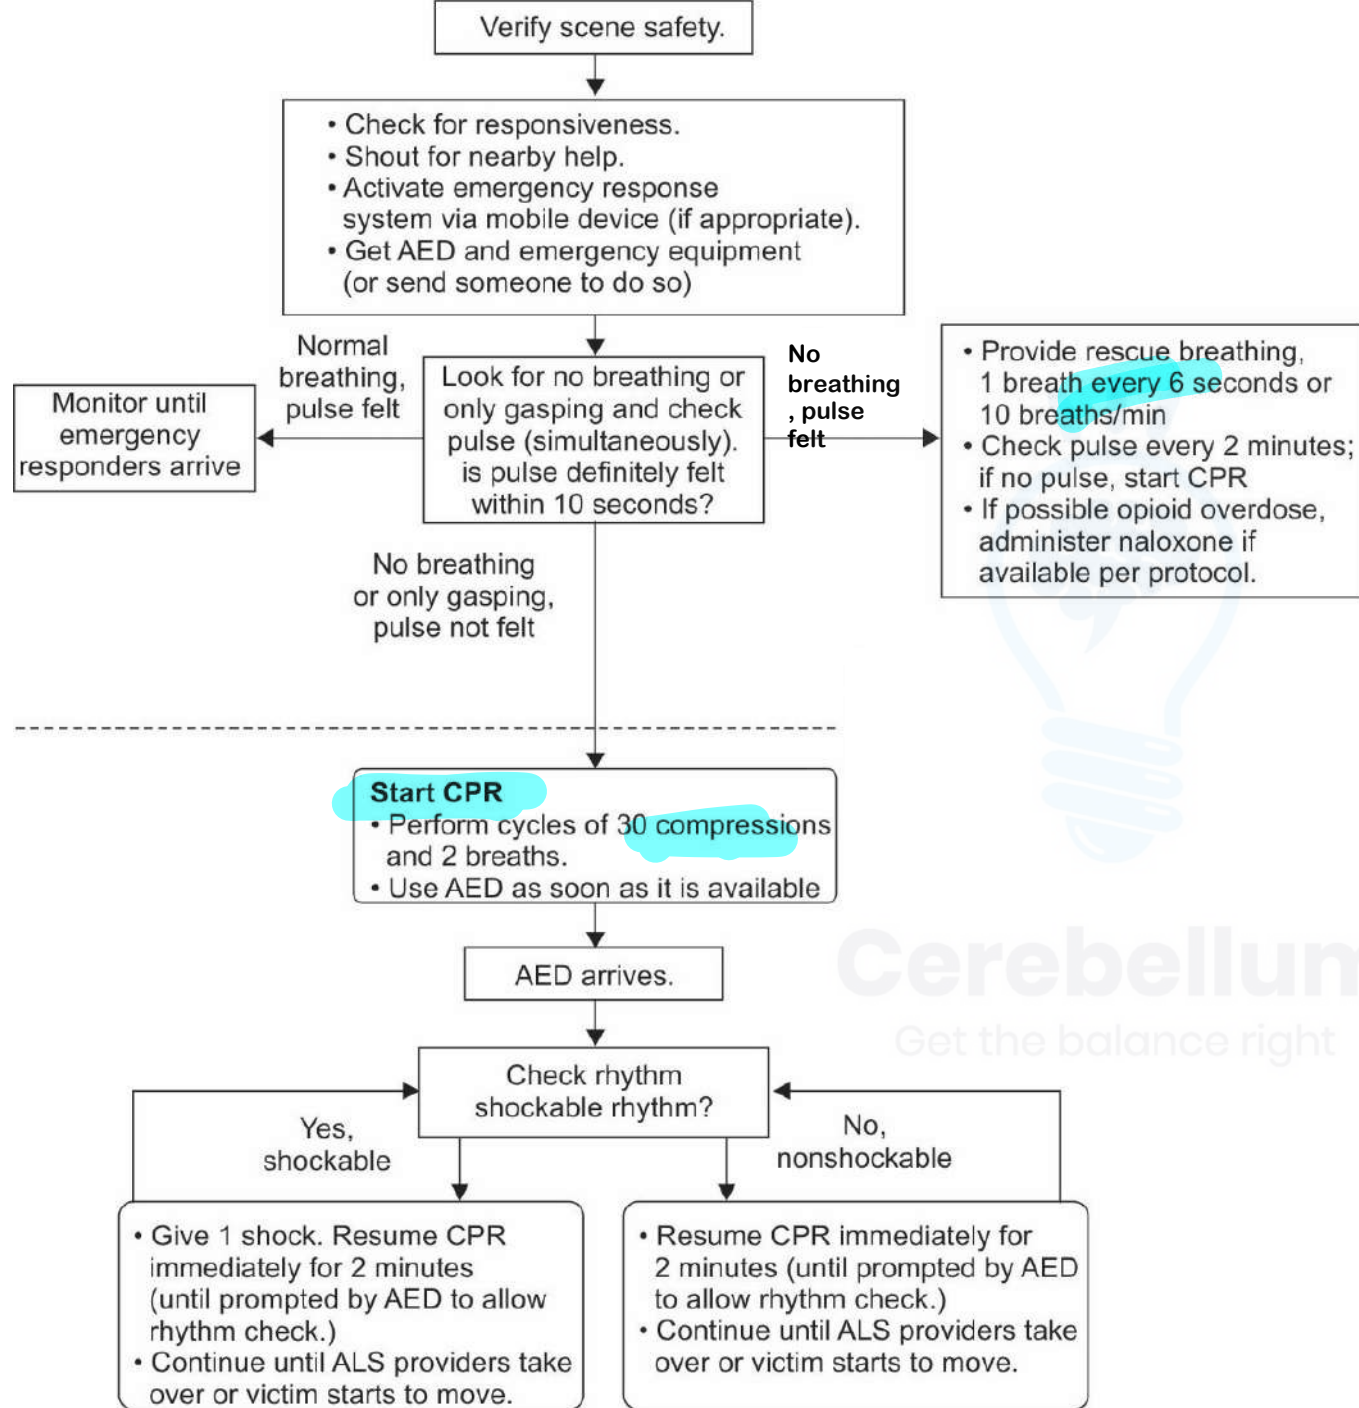 Verify scene safety.
• Check for responsiveness.
• Shout for nearby help.
• Activate emergency response
system via mobile device (if appropriate).
• Get AED and emergency equipment
(or send someone to do so)
Normal
breathing,
pulse felt
Monitor until
emergency
responders arrive
Look for no breathing or
only gasping and check
pulse (simultaneously).
is pulse definitely felt
within 10 seconds?
No
breathing
, pulse
felt
• Provide rescue breathing,
1 breath every 6 seconds or
10 breaths/min
• Check pulse every 2 minutes;
if no pulse, start CPR
• If possible opioid overdose,
administer naloxone if
available per protocol.
No breathing
or only gasping,
pulse not felt
Start CPR
• Perform cycles of 30 compressions
and 2 breaths.
• Use AED as soon as it is available
AED arrives.
Cerebellum
Get the balance right
Check rhythm
shockable rhythm?
Yes,
shockable
No,
nonshockable
• Give 1 shock. Resume CPR
immediately for 2 minutes
(until prompted by AED to allow
rhythm check.)
• Continue until ALS providers take
over or victim starts to move.
• Resume CPR immediately for
2 minutes (until prompted by AED
to allow rhythm check.)
• Continue until ALS providers take
over or victim starts to move.